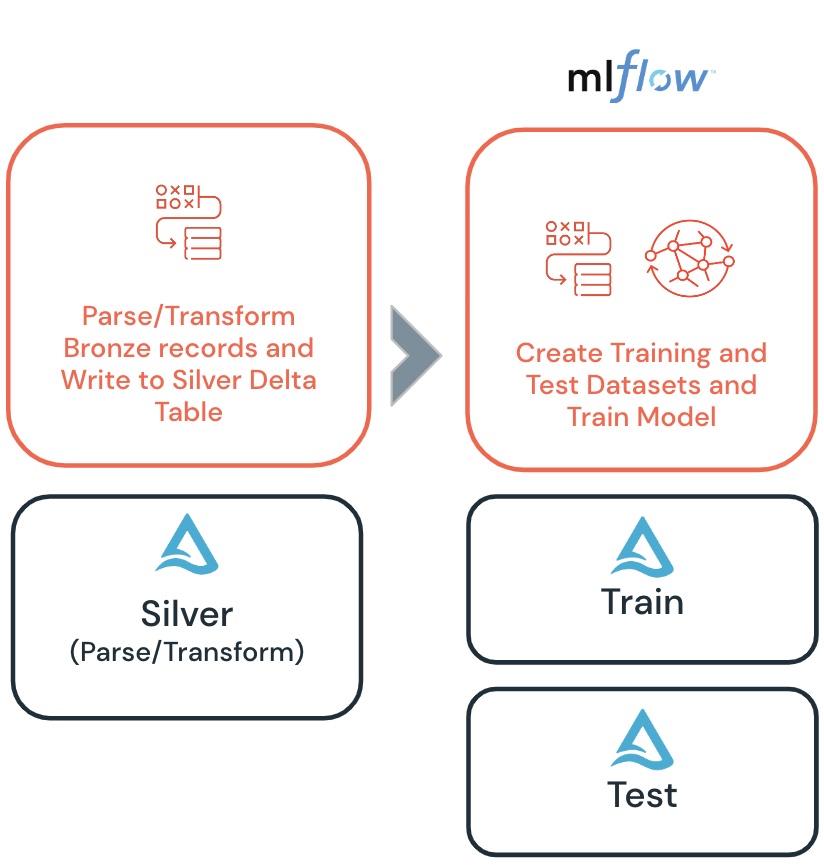 mlflow™
Parse/Transform
Bronze records and
Write to Silver Delta
Table
Create Training and
Test Datasets and
Train Model
Silver
(Parse/Transform)
Train
Test